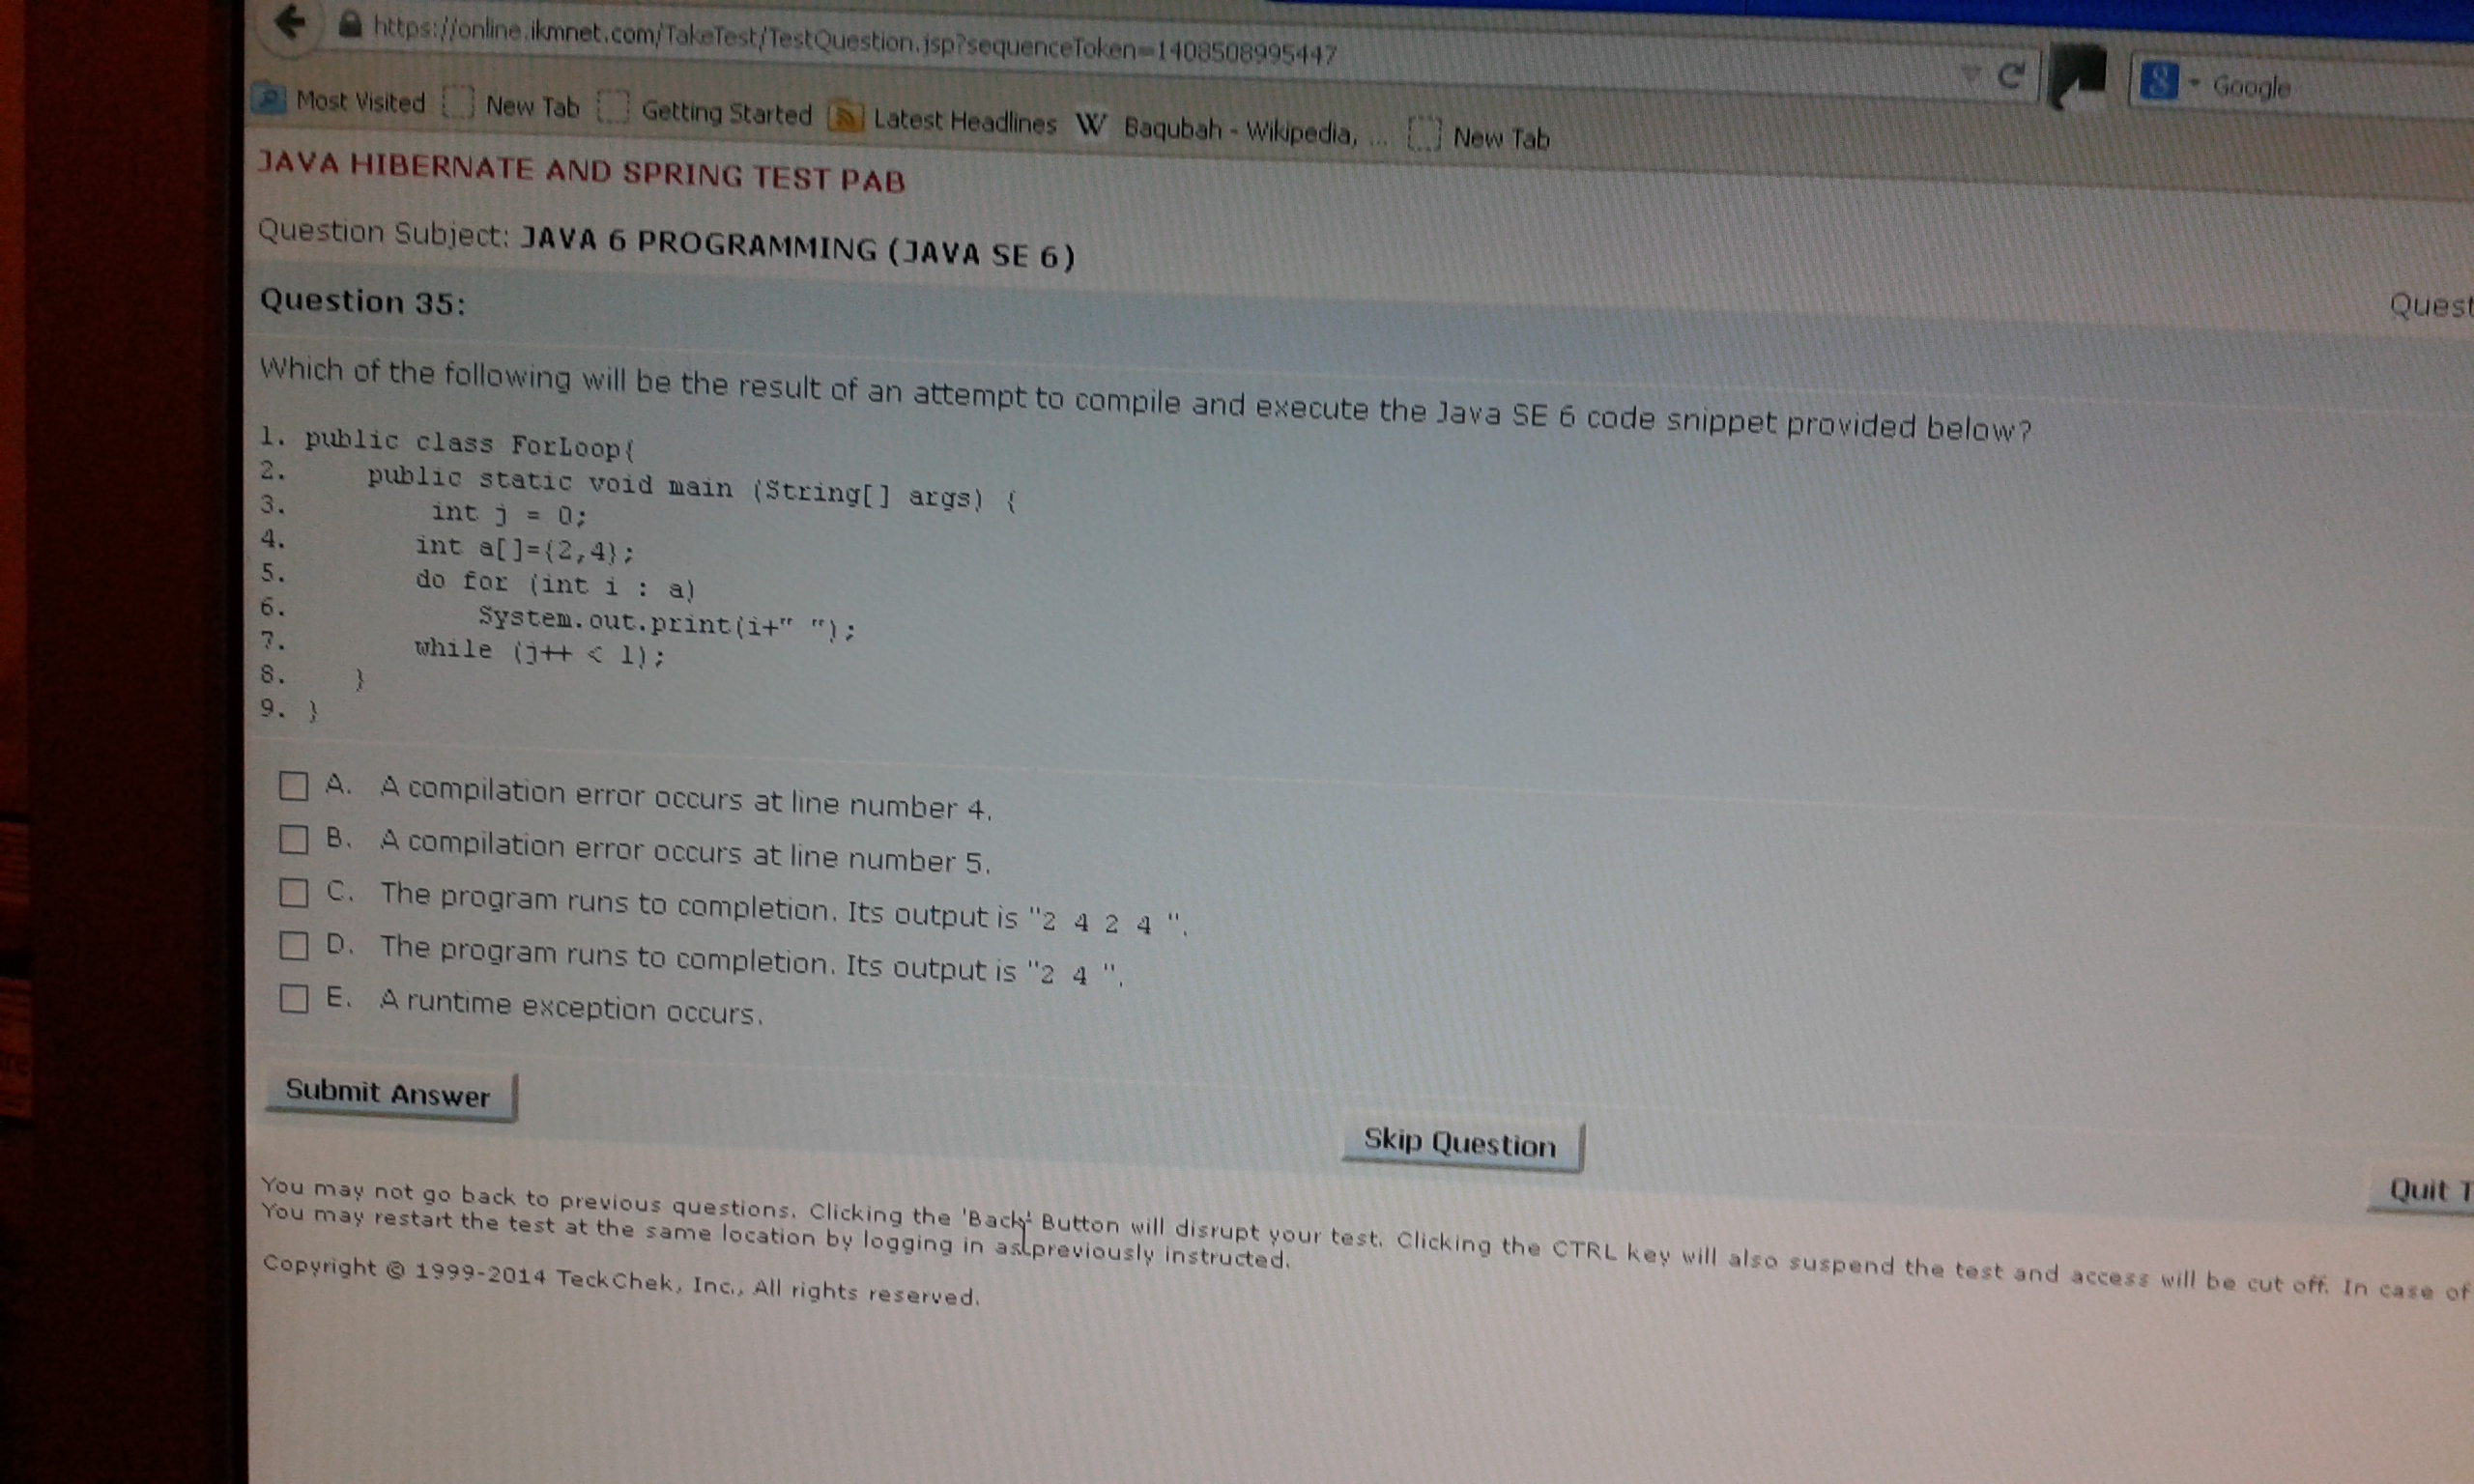 https://online.ikmnet.com/TakeTest/TestQuestion.jsp?sequenceToken=1408508995447
Google
Most Visited New Tab Getting Started Latest Headlines W Baqubah - Wikipedia, ... New Tab
JAVA HIBERNATE AND SPRING TEST PAB
Question Subject: JAVA 6 PROGRAMMING (JAVA SE 6)
Question 35:
Quest
Which of the following will be the result of an attempt to compile and execute the Java SE 6 code snippet provided below?
1. public class ForLoop{
2. public static void main (String[] args) {
3. int j = 0;
4. int a[]={2,4};
5. do for (int i : a)
6. System.out.print(i+" ");
7. while (j++ < 1);
8. }
9. }
A. A compilation error occurs at line number 4.
B. A compilation error occurs at line number 5.
C. The program runs to completion. Its output is "2 4 2 4 ".
D. The program runs to completion. Its output is "2 4 ".
E. A runtime exception occurs.
Submit Answer
Skip Question
Quit T
You may not go back to previous questions. Clicking the 'Back' Button will disrupt your test. Clicking the CTRL key will also suspend the test and access will be cut off. In case of
You may restart the test at the same location by logging in as previously instructed.
Copyright © 1999-2014 TeckChek, Inc., All rights reserved.